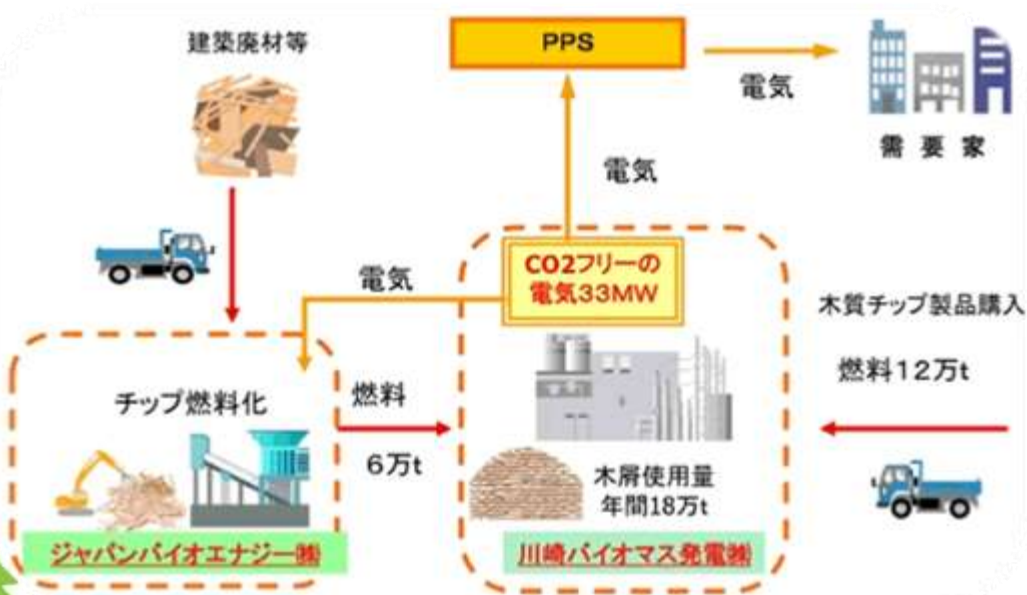 建築廃材等
PPS
電気
需要家
電気
CO2フリーの
電気33MW
電気
木質チップ製品購入
燃料12万t
チップ燃料化
燃料
6万t
木屑使用量
年間18万t
ジャパンバイオエナジー㈱
川崎バイオマス発電㈱